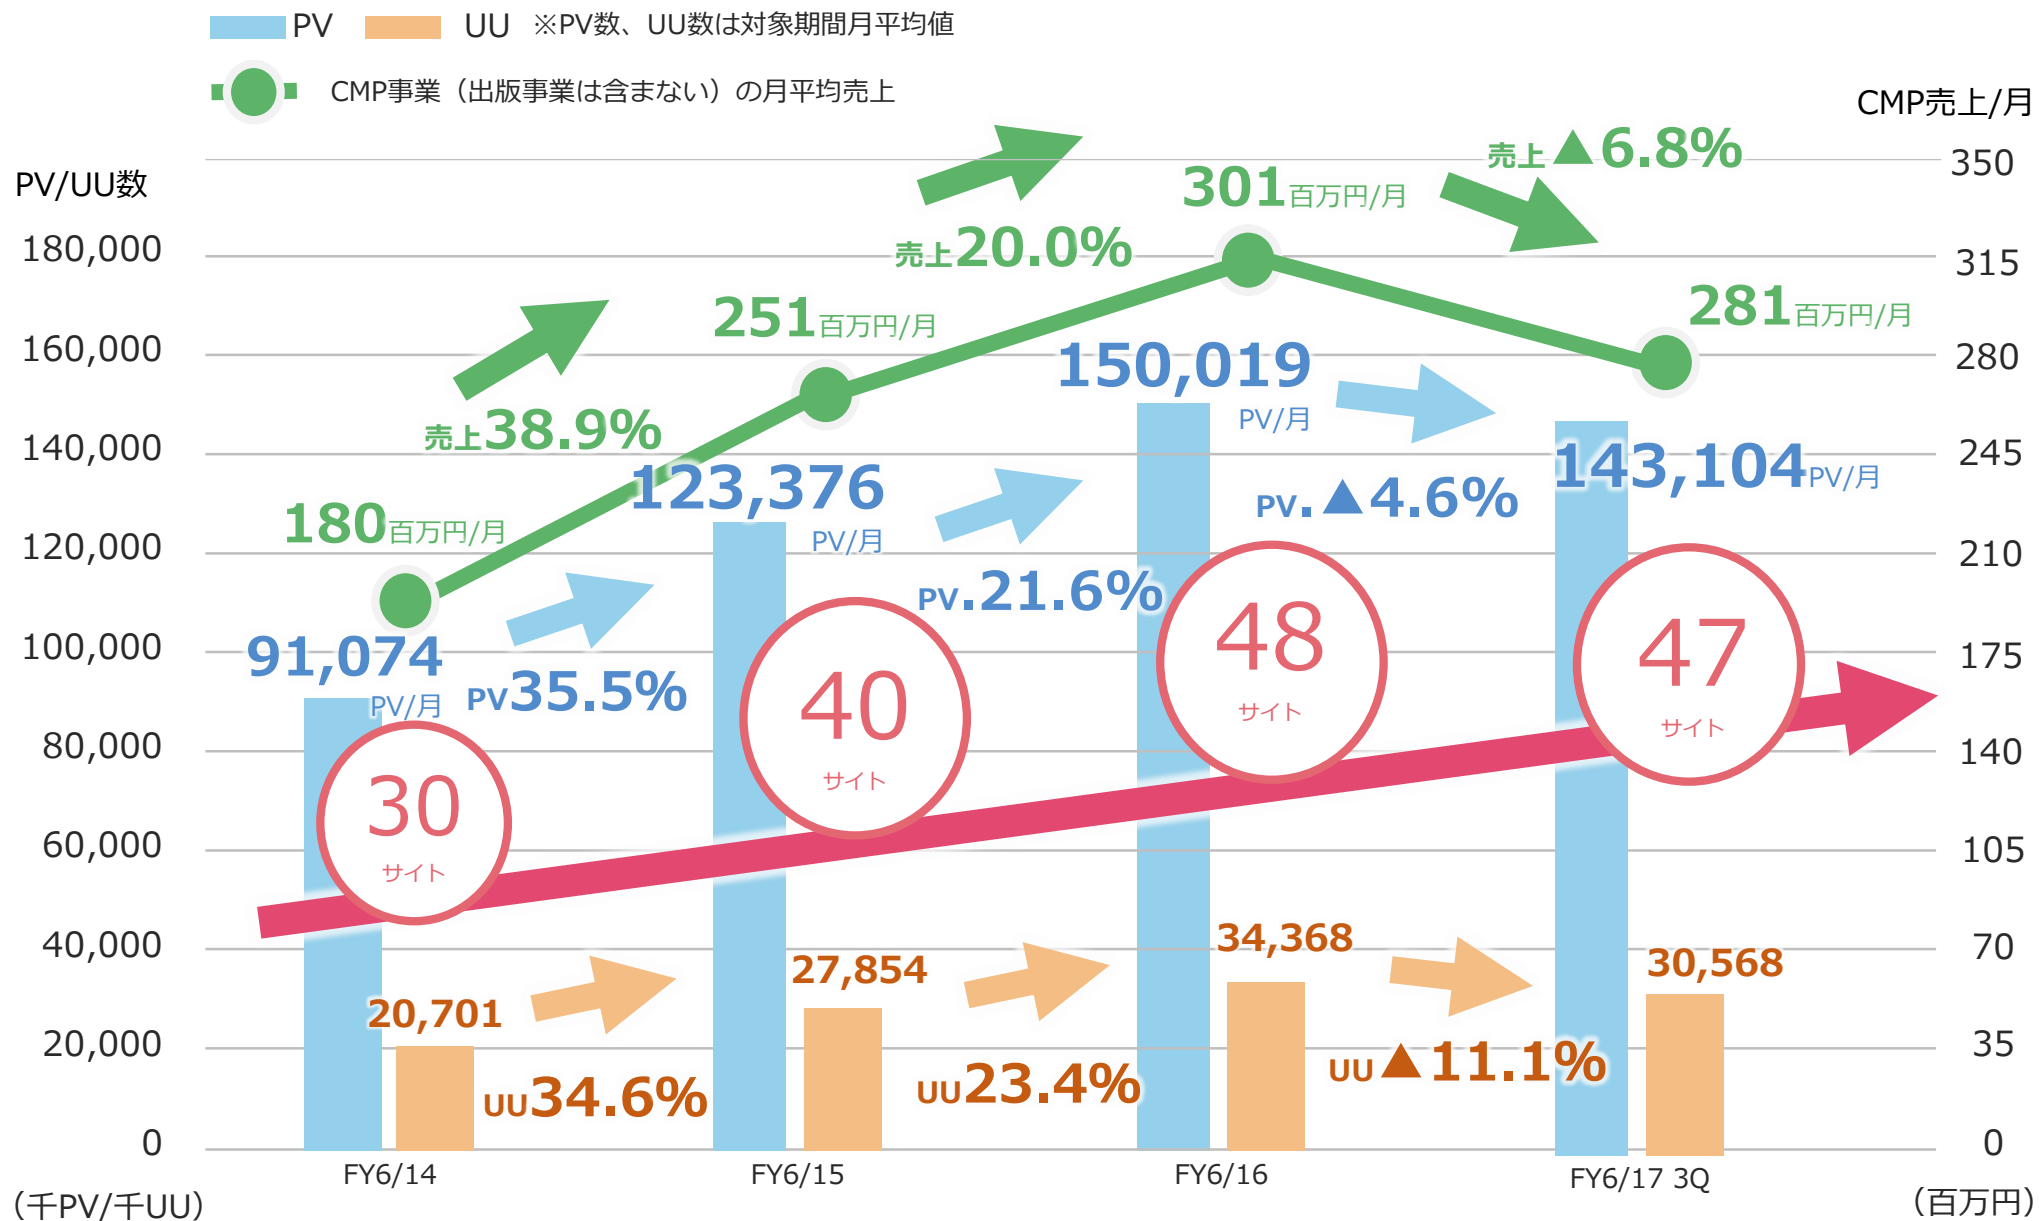 PV UU ※PV数、UU数は対象期間月平均値
CMP事業（出版事業は含まない）の月平均売上
CMP売上/月
PV/UU数
350
180,000
315
160,000
280
140,000
245
120,000
210
100,000
175
80,000
140
60,000
105
40,000
70
20,000
35
0
0
（千PV/千UU）
（百万円）
売上▲6.8%
301百万円/月
売上20.0%
251百万円/月
281百万円/月
売上38.9%
180百万円/月
150,019
PV/月
123,376
PV/月
143,104PV/月
PV.▲4.6%
PV.21.6%
91,074
PV/月
PV35.5%
30
サイト
40
サイト
48
サイト
47
サイト
20,701
27,854
34,368
30,568
UU34.6%
UU23.4%
UU▲11.1%
FY6/14
FY6/15
FY6/16
FY6/17 3Q